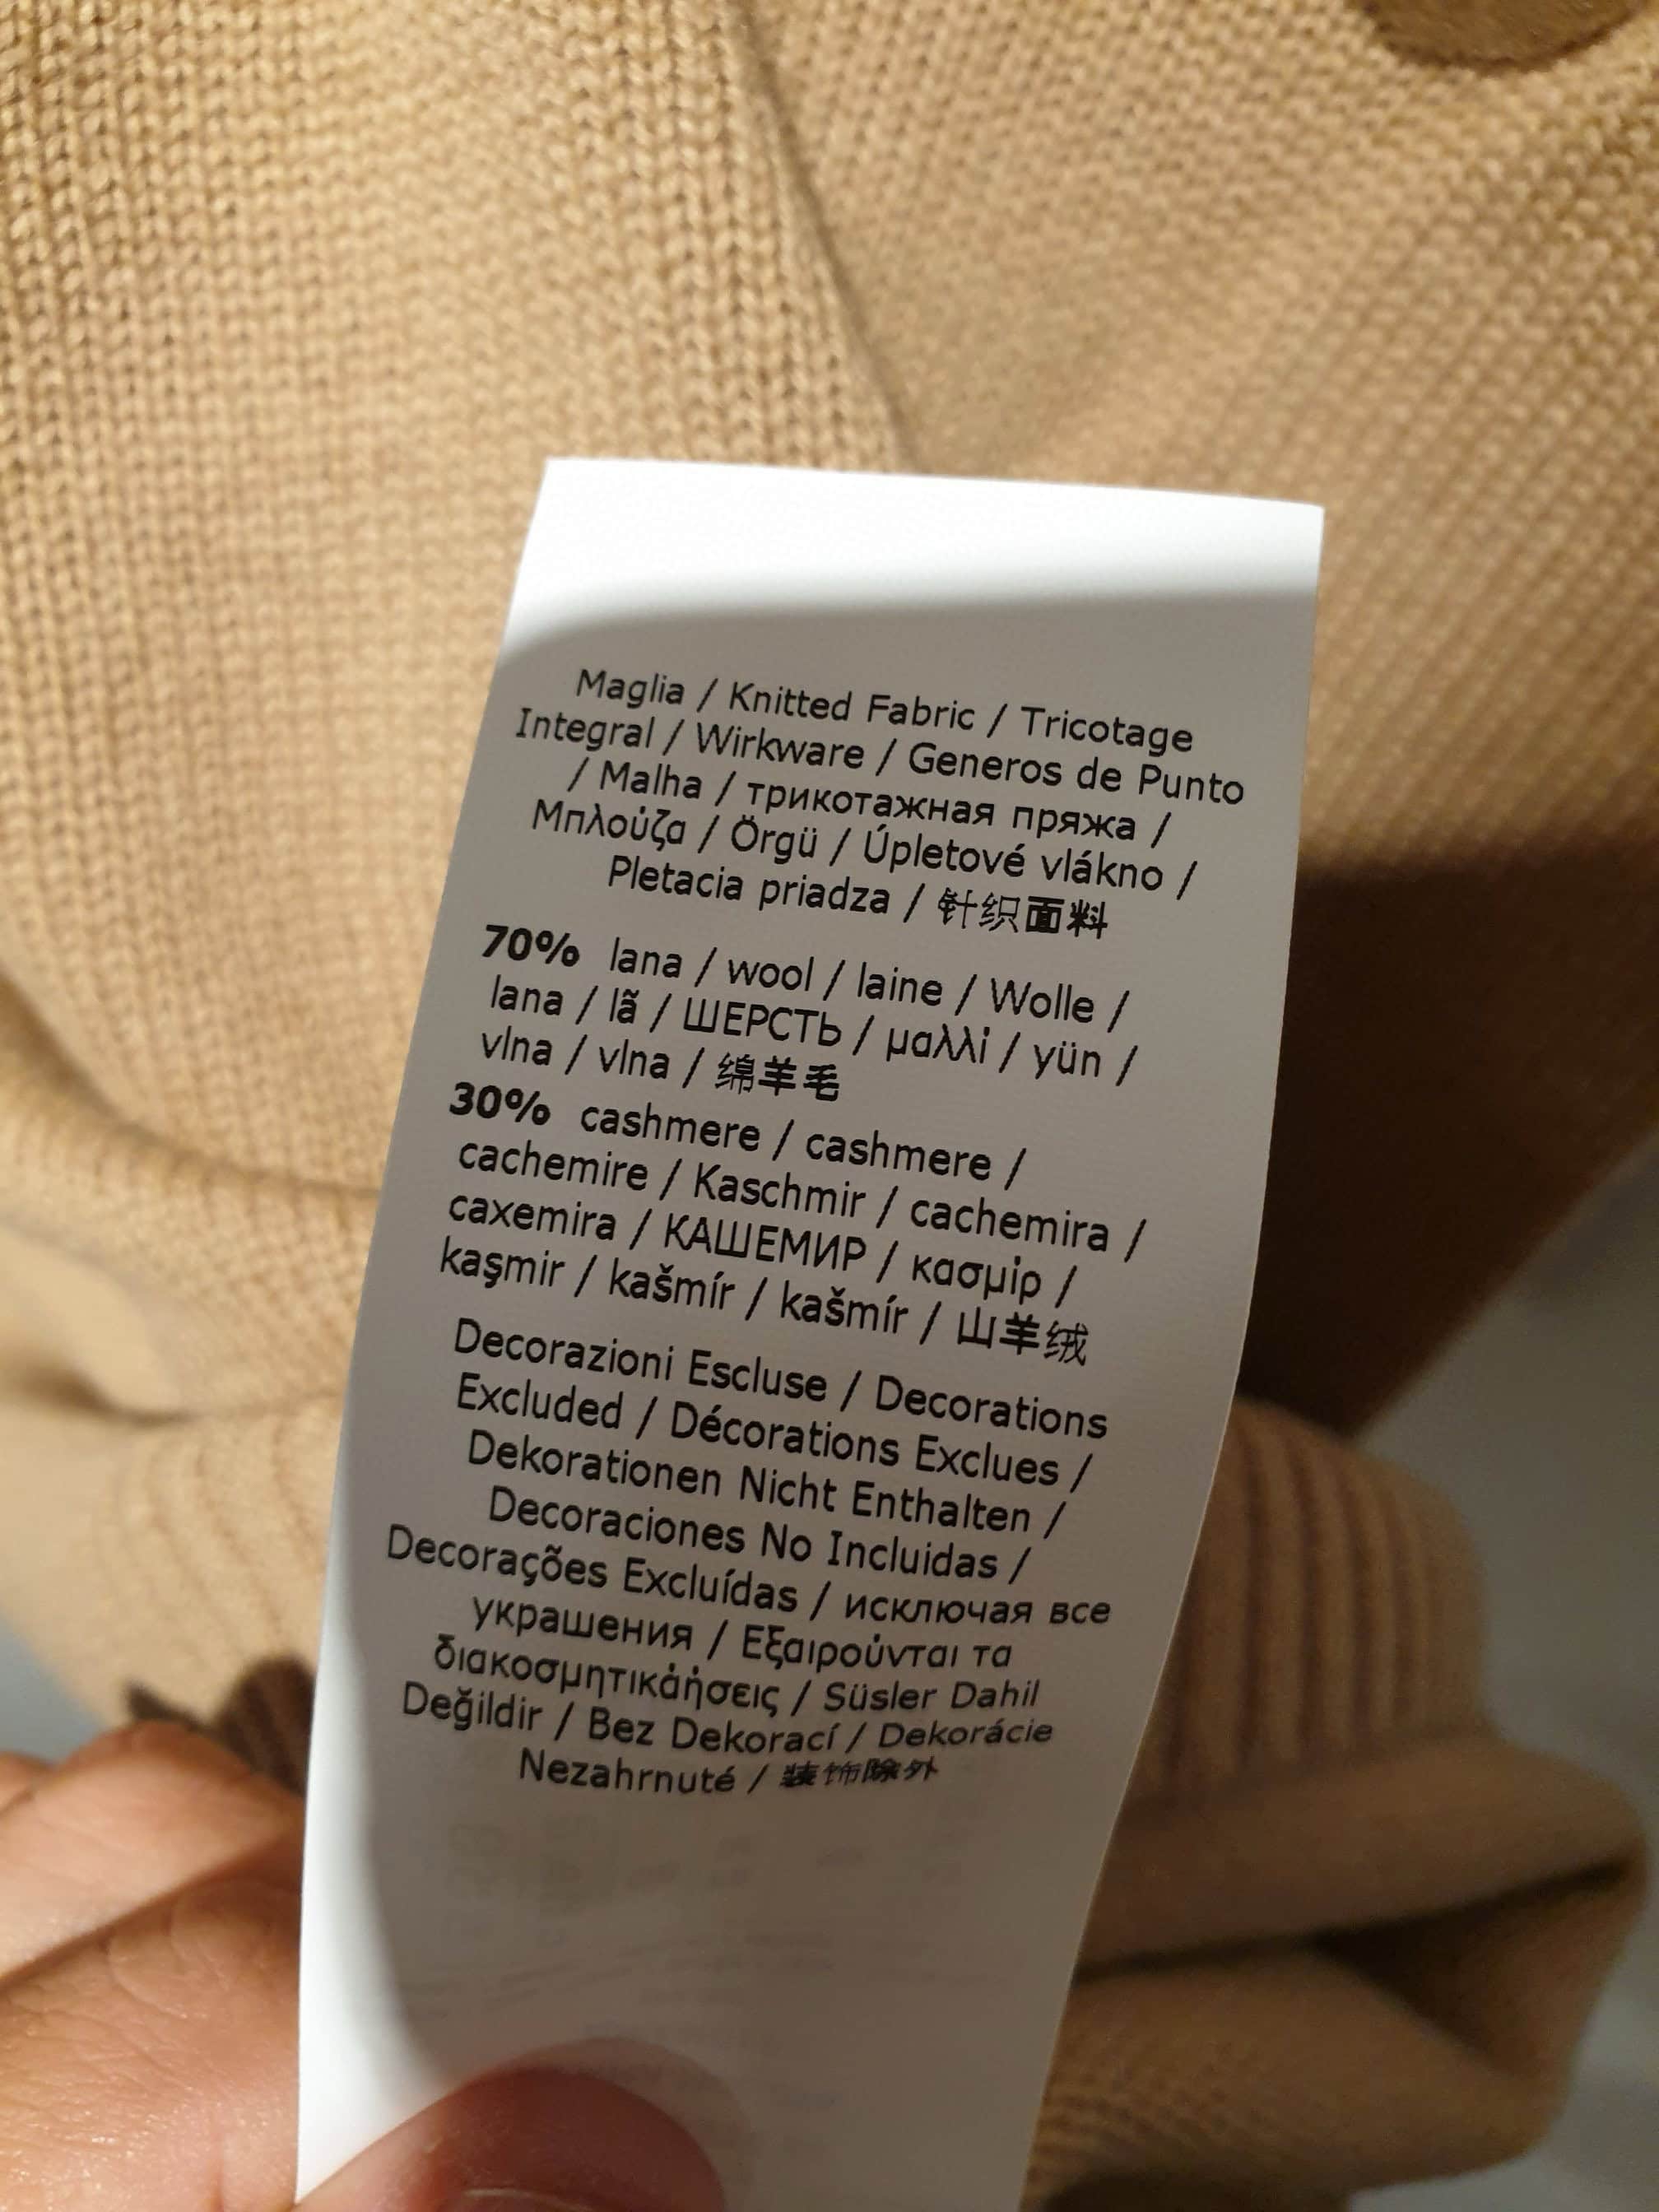 Maglia / Knitted Fabric / Tricotage
Integral / Wirkware / Generos de Punto
/ Malha / трикотажная пряжа /
Μπλούζα / Örgü / Úpletové vlákno /
Pletacia priadza / 针织面料
70% lana / wool / laine / Wolle /
lana / lã / ШЕРСТЬ / μαλλί / yün /
vlna / vlna / 绵羊毛
30% cashmere / cashmere /
cachemire / Kaschmir / cachemira /
caxemira / КАШЕМИР / κασμίρ /
kaşmir / kašmír / kašmír / 山羊绒
Decorazioni Escluse / Decorations
Excluded / Décorations Exclues /
Dekorationen Nicht Enthalten /
Decoraciones No Incluidas /
Decorações Excluídas / исключая все
украшения / Εξαιρούνται τα
διακοσμητικάήσεις / Süsler Dahil
Değildir / Bez Dekorací / Dekorácie
Nezahrnuté / 装饰除外